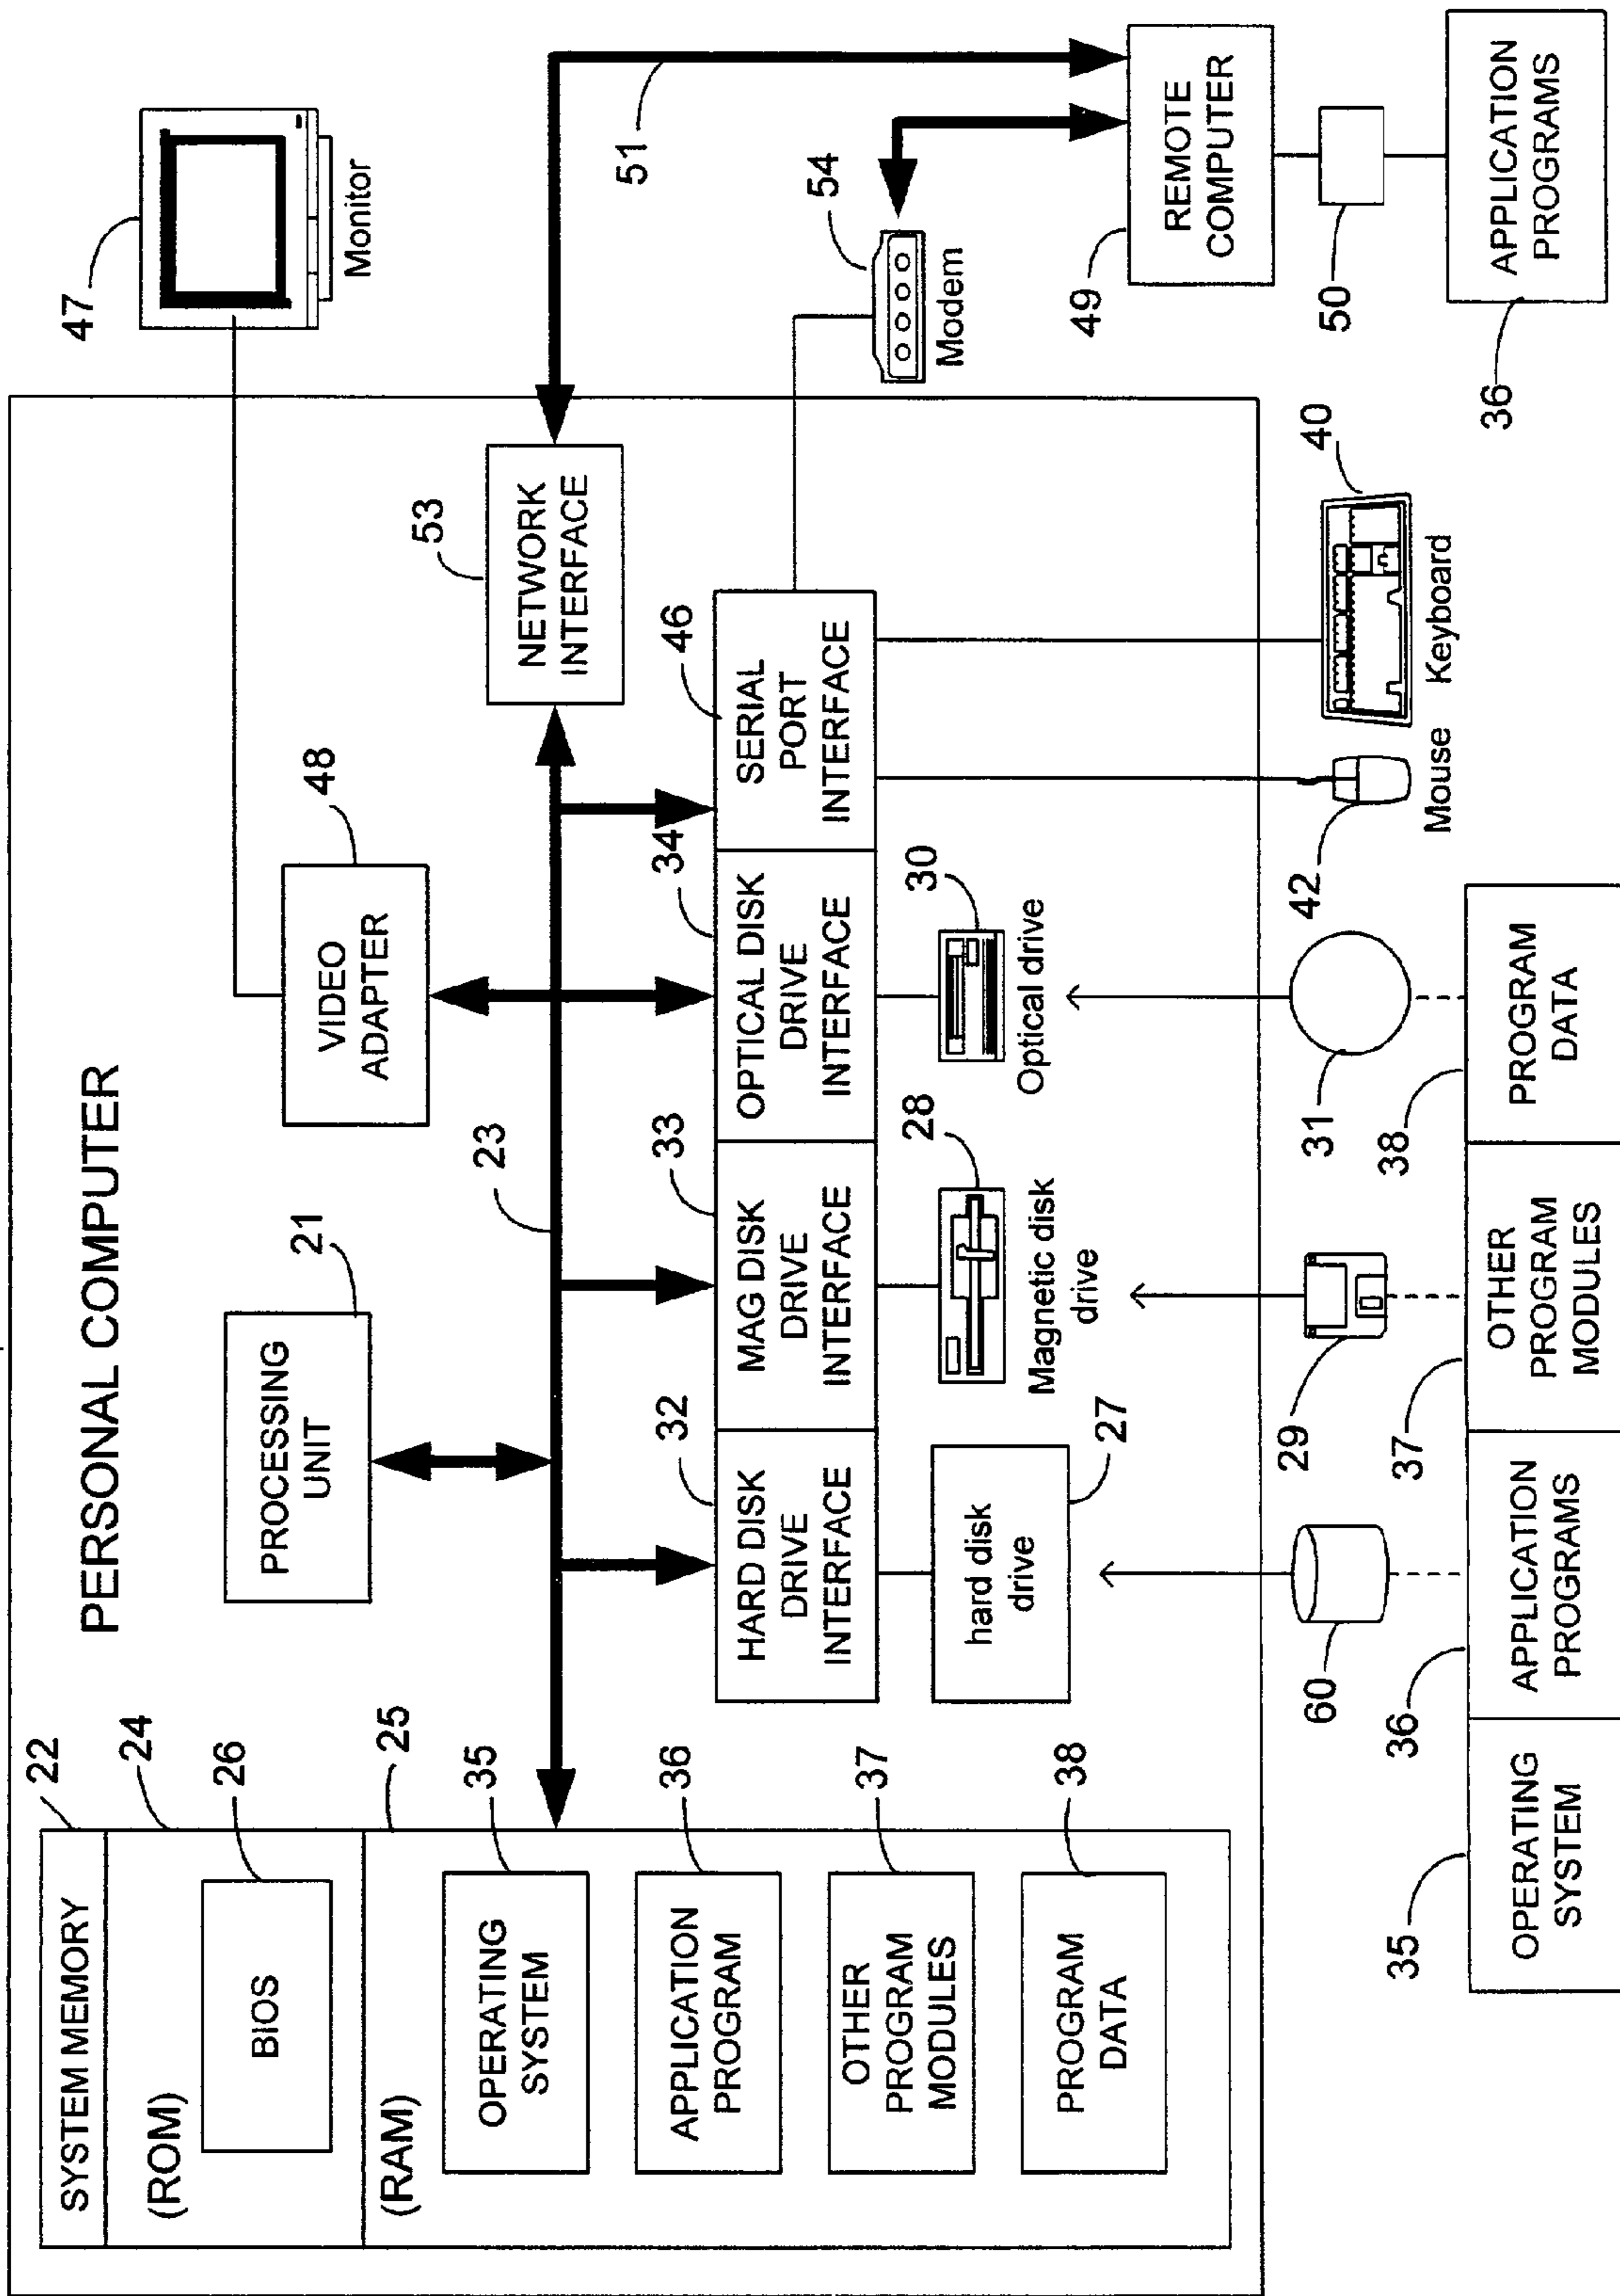 PERSONAL COMPUTER
22
SYSTEM MEMORY
24
(ROM)
26
BIOS
25
(RAM)
35
OPERATING
SYSTEM
36
APPLICATION
PROGRAM
37
OTHER
PROGRAM
MODULES
38
PROGRAM
DATA
21
PROCESSING
UNIT
48
VIDEO
ADAPTER
47
Monitor
23
53
NETWORK
INTERFACE
32
HARD DISK
DRIVE
INTERFACE
33
MAG DISK
DRIVE
INTERFACE
34
OPTICAL DISK
DRIVE
INTERFACE
46
SERIAL
PORT
INTERFACE
hard disk
drive
27
28
Magnetic disk
drive
30
Optical drive
51
54
Modem
49
REMOTE
COMPUTER
50
36
APPLICATION
PROGRAMS
60
29
31
42
Mouse
40
Keyboard
35
OPERATING
SYSTEM
36
APPLICATION
PROGRAMS
37
OTHER
PROGRAM
MODULES
38
PROGRAM
DATA